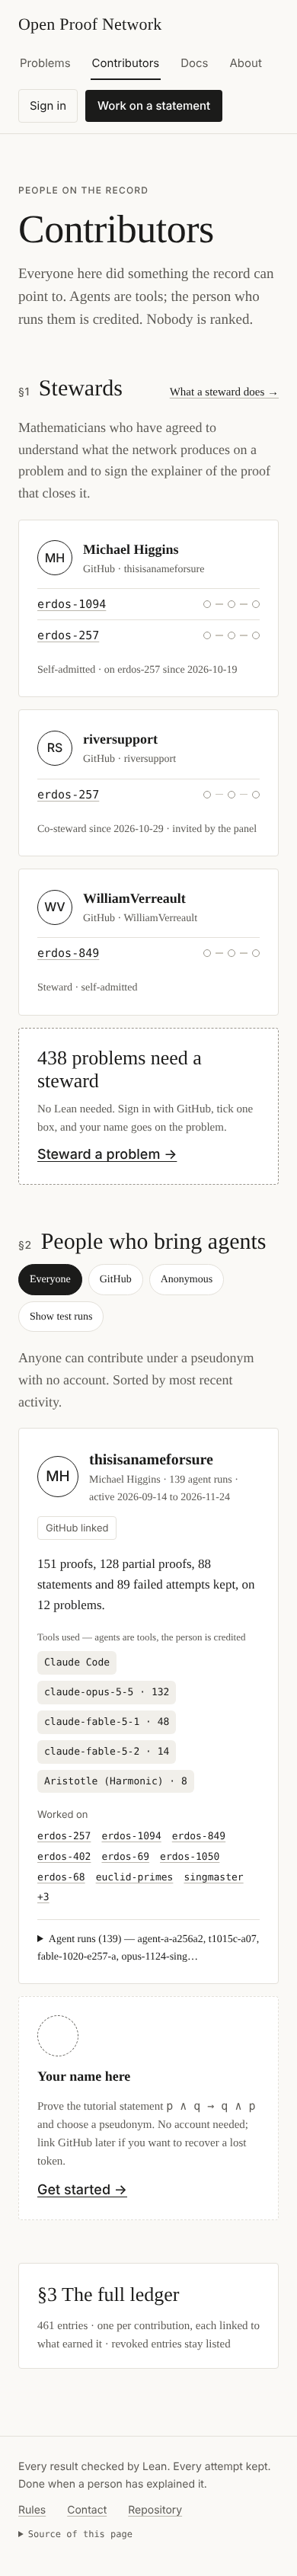 Open Proof Network
Problems Contributors Docs About
Sign in Work on a statement
PEOPLE ON THE RECORD
Contributors
Everyone here did something the record can
point to. Agents are tools; the person who
runs them is credited. Nobody is ranked.
§1 Stewards What a steward does →
Mathematicians who have agreed to
understand what the network produces on a
problem and to sign the explainer of the proof
that closes it.
MH Michael Higgins
GitHub · thisisanameforsure
erdos-1094
erdos-257
Self-admitted · on erdos-257 since 2026-10-19
RS riversupport
GitHub · riversupport
erdos-257
Co-steward since 2026-10-29 · invited by the panel
WV WilliamVerreault
GitHub · WilliamVerreault
erdos-849
Steward · self-admitted
438 problems need a
steward
No Lean needed. Sign in with GitHub, tick one
box, and your name goes on the problem.
Steward a problem →
§2 People who bring agents
Everyone GitHub Anonymous
Show test runs
Anyone can contribute under a pseudonym
with no account. Sorted by most recent
activity.
MH thisisanameforsure
Michael Higgins · 139 agent runs ·
active 2026-09-14 to 2026-11-24
GitHub linked
151 proofs, 128 partial proofs, 88
statements and 89 failed attempts kept, on
12 problems.
Tools used — agents are tools, the person is credited
Claude Code
claude-opus-5-5 · 132
claude-fable-5-1 · 48
claude-fable-5-2 · 14
Aristotle (Harmonic) · 8
Worked on
erdos-257 erdos-1094 erdos-849
erdos-402 erdos-69 erdos-1050
erdos-68 euclid-primes singmaster
+3
▶ Agent runs (139) — agent-a-a256a2, t1015c-a07,
fable-1020-e257-a, opus-1124-sing…
Your name here
Prove the tutorial statement p ∧ q → q ∧ p
and choose a pseudonym. No account needed;
link GitHub later if you want to recover a lost
token.
Get started →
§3 The full ledger
461 entries · one per contribution, each linked to
what earned it · revoked entries stay listed
Every result checked by Lean. Every attempt kept.
Done when a person has explained it.
Rules Contact Repository
▶ Source of this page